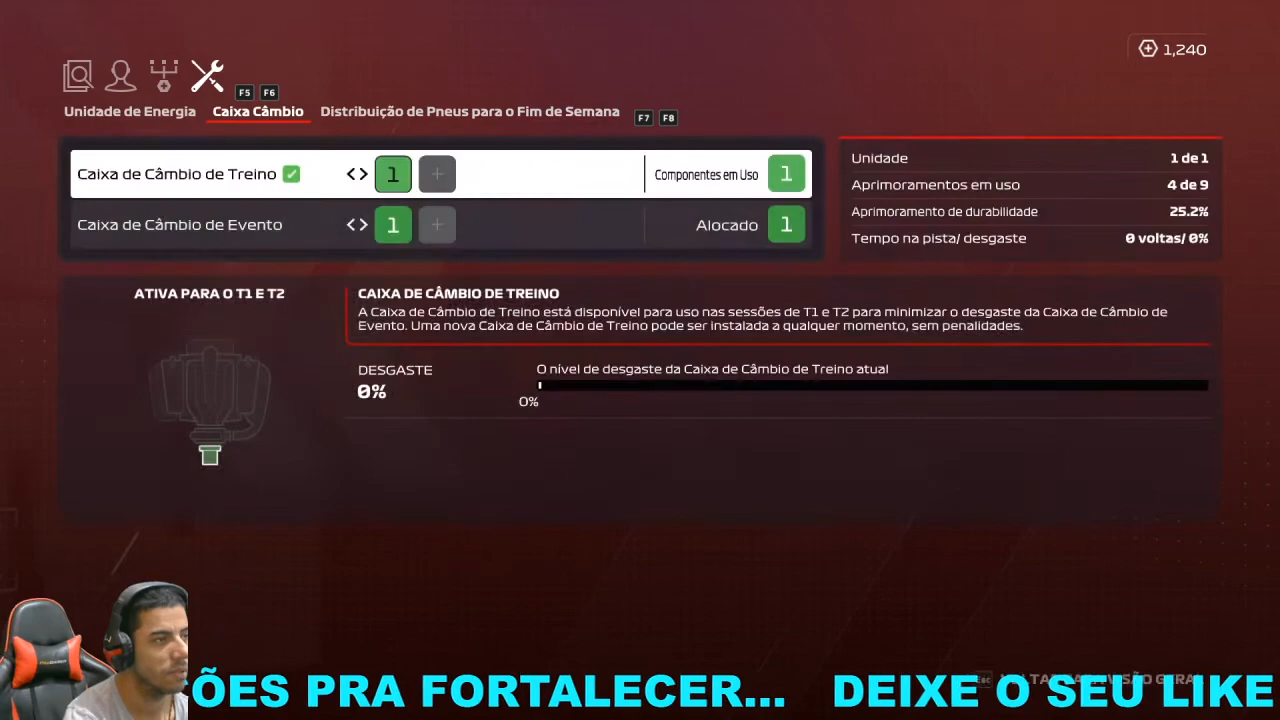 1,240
F5 F6
Unidade de Energia Caixa Câmbio Distribuição de Pneus para o Fim de Semana F7 F8
Caixa de Câmbio de Treino <> 1 + Componentes em Uso 1
Caixa de Câmbio de Evento <> 1 + Alocado 1
Unidade 1 de 1
Aprimoramentos em uso 4 de 9
Aprimoramento de durabilidade 25.2%
Tempo na pista/ desgaste 0 voltas/ 0%
ATIVA PARA O T1 E T2
CAIXA DE CÂMBIO DE TREINO
A Caixa de Câmbio de Treino está disponível para uso nas sessões de T1 e T2 para minimizar o desgaste da Caixa de Câmbio de
Evento. Uma nova Caixa de Câmbio de Treino pode ser instalada a qualquer momento, sem penalidades.
DESGASTE
0%
O nível de desgaste da Caixa de Câmbio de Treino atual
0%
ÕES PRA FORTALECER... DEIXE O SEU LIKE